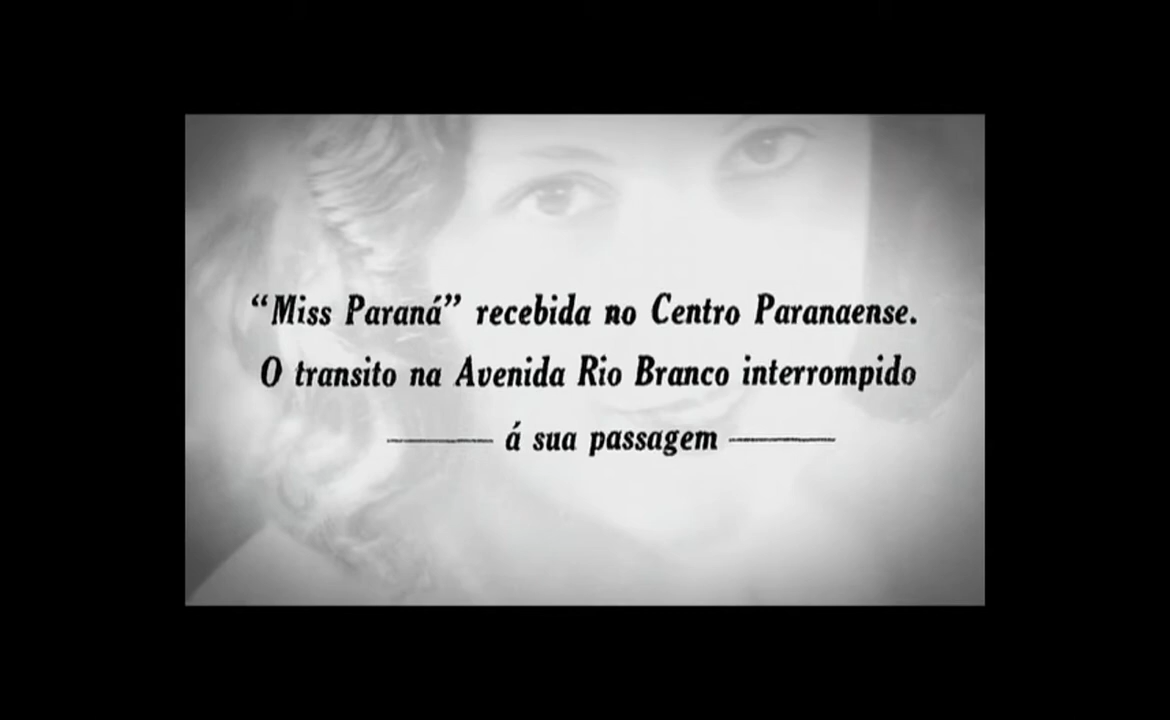 “Miss Paraná” recebida no Centro Paranaense.
O transito na Avenida Rio Branco interrompido
á sua passagem